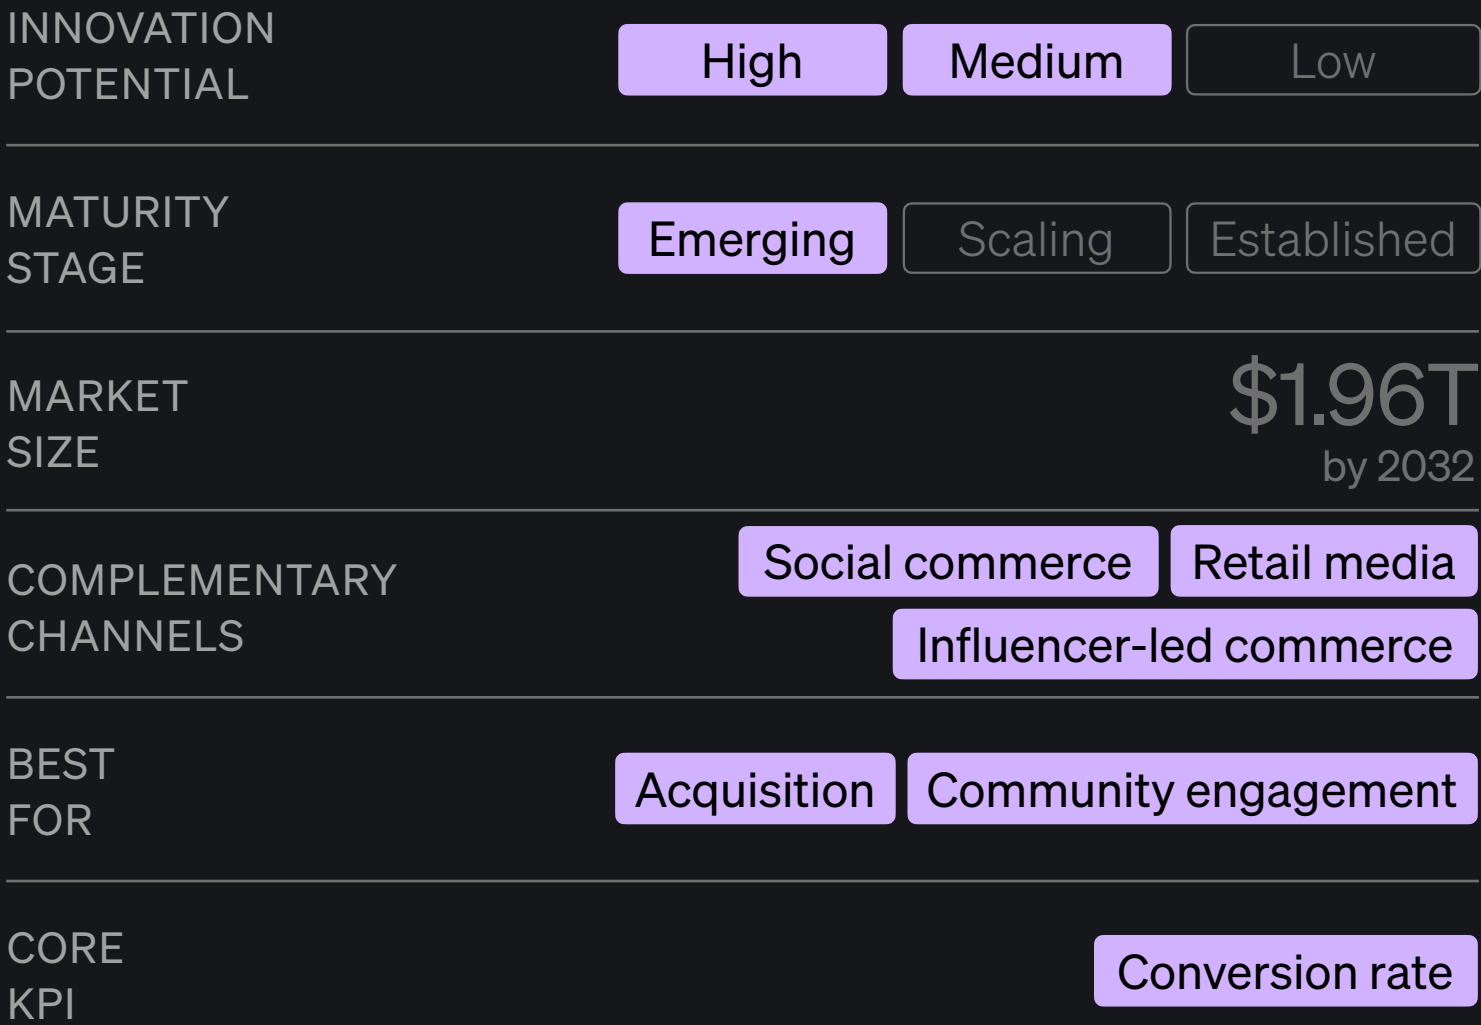 INNOVATION
POTENTIAL
High Medium Low
MATURITY
STAGE
Emerging Scaling Established
MARKET
SIZE
$1.96T
by 2032
COMPLEMENTARY
CHANNELS
Social commerce Retail media
Influencer-led commerce
BEST
FOR
Acquisition Community engagement
CORE
KPI
Conversion rate